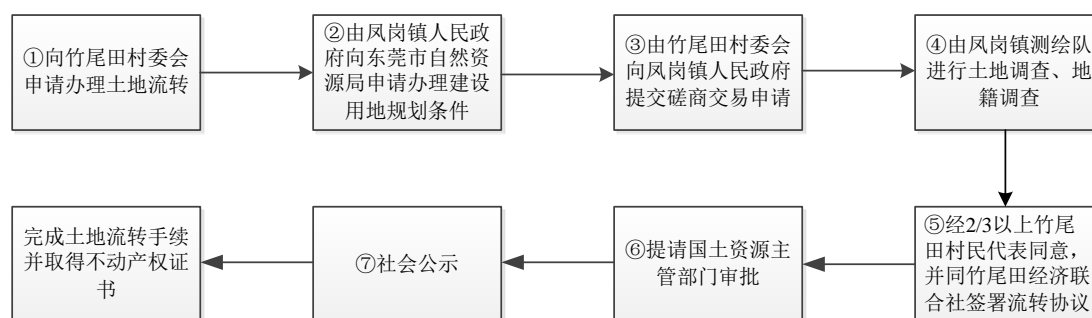 ①向竹尾田村委会
申请办理土地流转
②由凤岗镇人民政
府向东莞市自然资
源局申请办理建设
用地规划条件
③由竹尾田村委会
向凤岗镇人民政府
提交磋商交易申请
④由凤岗镇测绘队
进行土地调查、地
籍调查
⑤经2/3以上竹尾
田村民代表同意，
并同竹尾田经济联
合社签署流转协议
⑥提请国土资源主
管部门审批
⑦社会公示
完成土地流转手续
并取得不动产权证
书